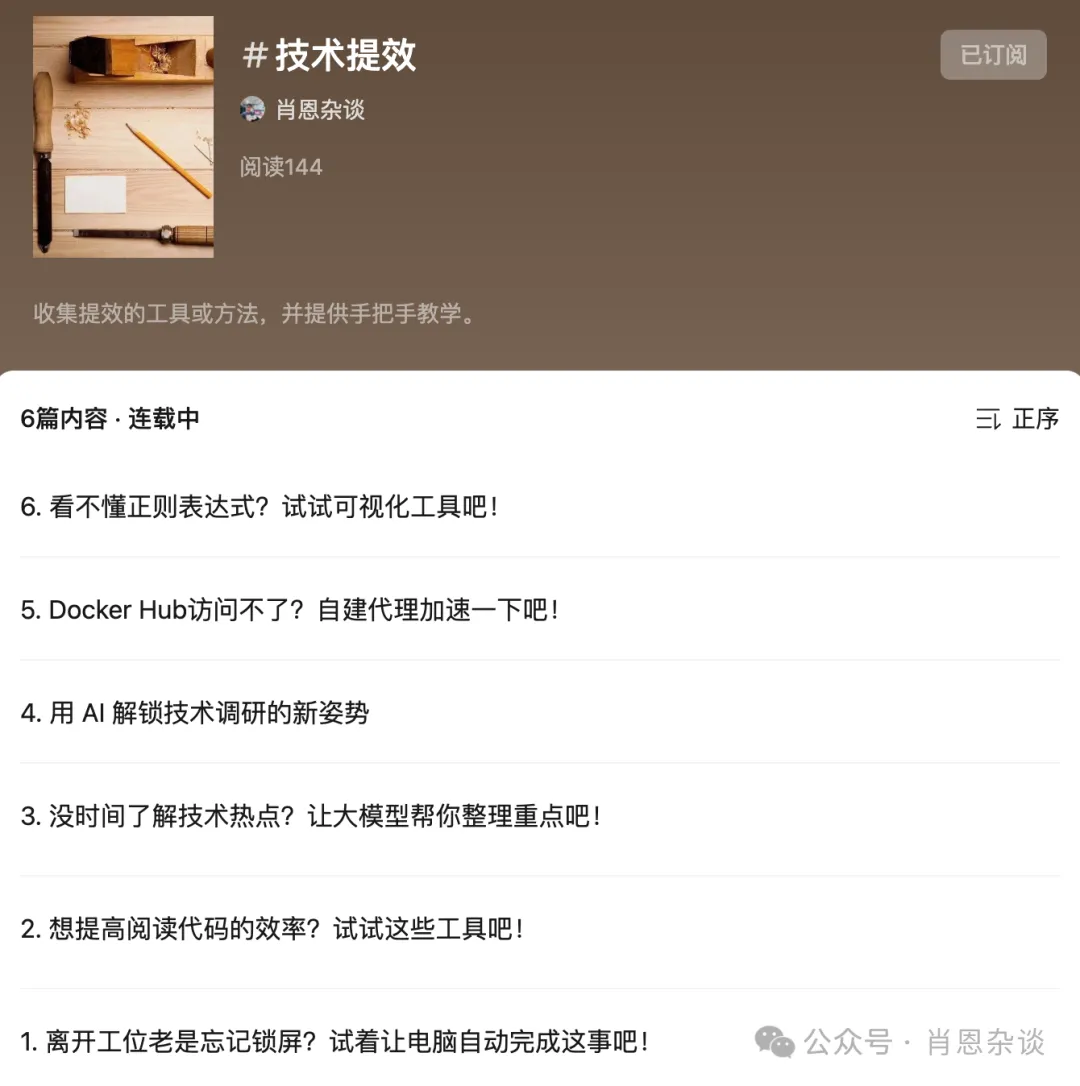 #技术提效
已订阅
肖恩杂谈
阅读144
收集提效的工具或方法，并提供手把手教学。
6篇内容 · 连载中
正序
6. 看不懂正则表达式？试试可视化工具吧！
5. Docker Hub访问不了？自建代理加速一下吧！
4. 用 AI 解锁技术调研的新姿势
3. 没时间了解技术热点？让大模型帮你整理重点吧！
2. 想提高阅读代码的效率？试试这些工具吧！
1. 离开工位老是忘记锁屏？试着让电脑自动完成这事吧！
公众号 · 肖恩杂谈